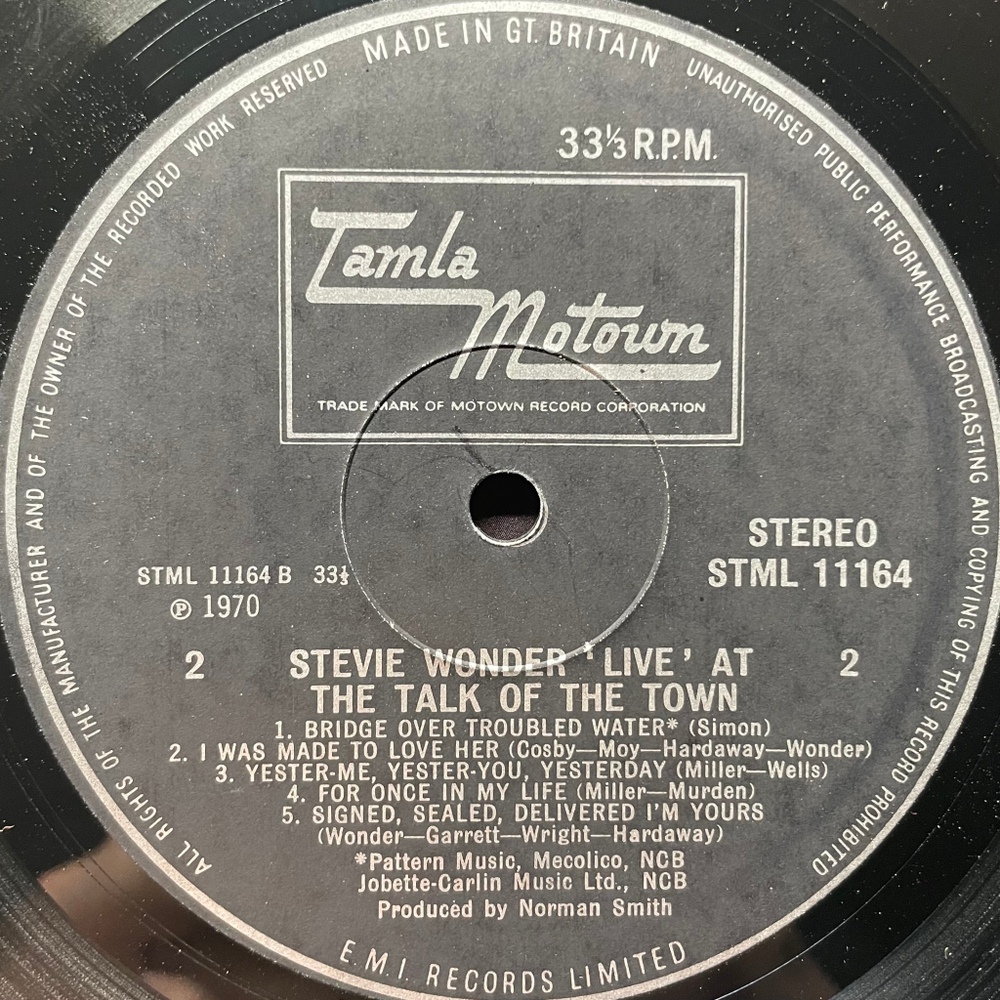 MADE IN GT. BRITAIN
UNAUTHORISED PUBLIC PERFORMANCE BROADCASTING AND COPYING OF THIS RECORD PROHIBITED
E.M.I. RECORDS LIMITED
ALL RIGHTS OF THE MANUFACTURER AND OF THE OWNER OF THE RECORDED WORK RESERVED
33⅓ R.P.M.
Tamla
Motown
TRADE MARK OF MOTOWN RECORD CORPORATION
STEREO
STML 11164
STML 11164 B 33⅓
℗ 1970
2 STEVIE WONDER 'LIVE' AT 2
THE TALK OF THE TOWN
1. BRIDGE OVER TROUBLED WATER* (Simon)
2. I WAS MADE TO LOVE HER (Cosby—Moy—Hardaway—Wonder)
3. YESTER-ME, YESTER-YOU, YESTERDAY (Miller—Wells)
4. FOR ONCE IN MY LIFE (Miller—Murden)
5. SIGNED, SEALED, DELIVERED I'M YOURS
(Wonder—Garrett—Wright—Hardaway)
*Pattern Music, Mecolico, NCB
Jobette-Carlin Music Ltd., NCB
Produced by Norman Smith